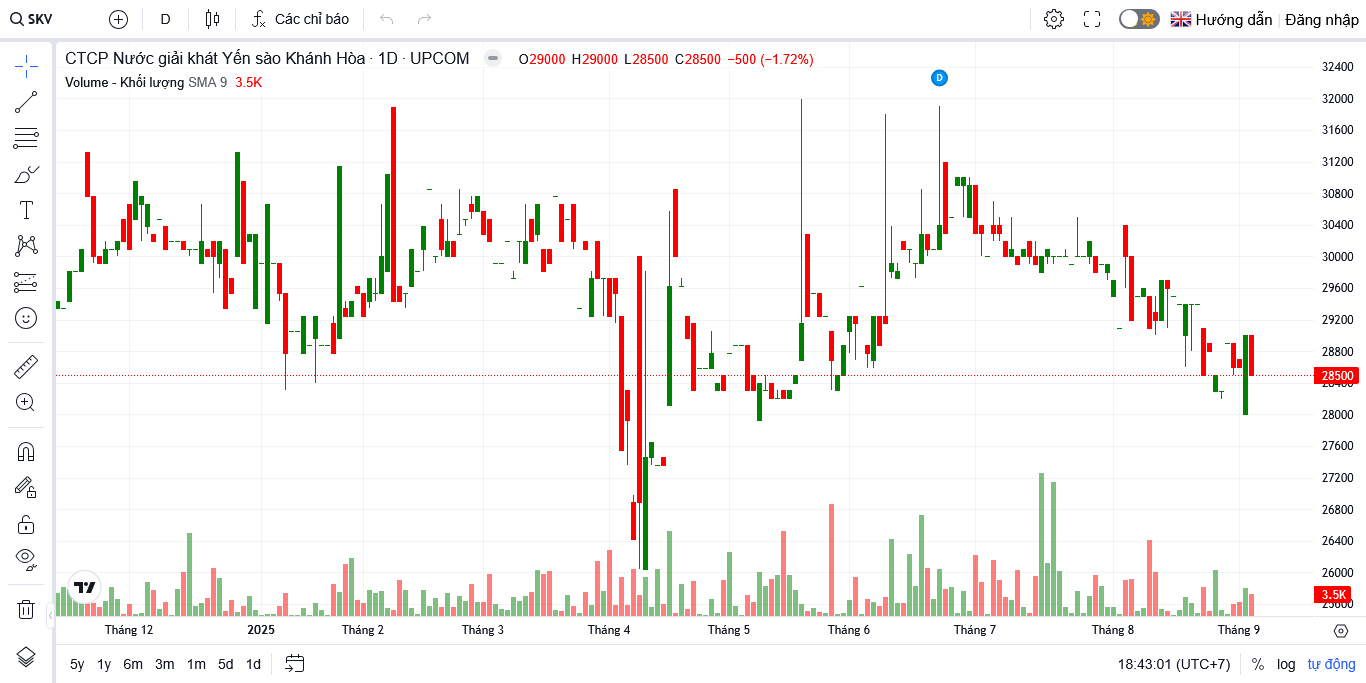 SKV D Các chỉ báo Hướng dẫn Đăng nhập
CTCP Nước giải khát Yến sào Khánh Hòa · 1D · UPCOM O29000 H29000 L28500 C28500 −500 (−1.72%)
Volume - Khối lượng SMA 9 3.5K
D
32400
32000
31600
31200
30800
30400
30000
29600
29200
28800
28500
28400
28000
27600
27200
26800
26400
26000
3.5K
Tháng 12 2025 Tháng 2 Tháng 3 Tháng 4 Tháng 5 Tháng 6 Tháng 7 Tháng 8 Tháng 9
5y 1y 6m 3m 1m 5d 1d 18:43:01 (UTC+7) % log tự động